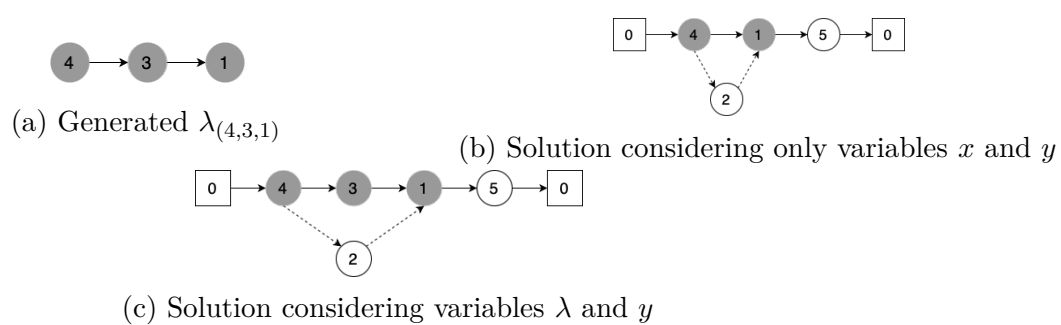 4 3 1
(a) Generated λ(4,3,1)
0 4 1 5 0
2
(b) Solution considering only variables x and y
0 4 3 1 5 0
2
(c) Solution considering variables λ and y